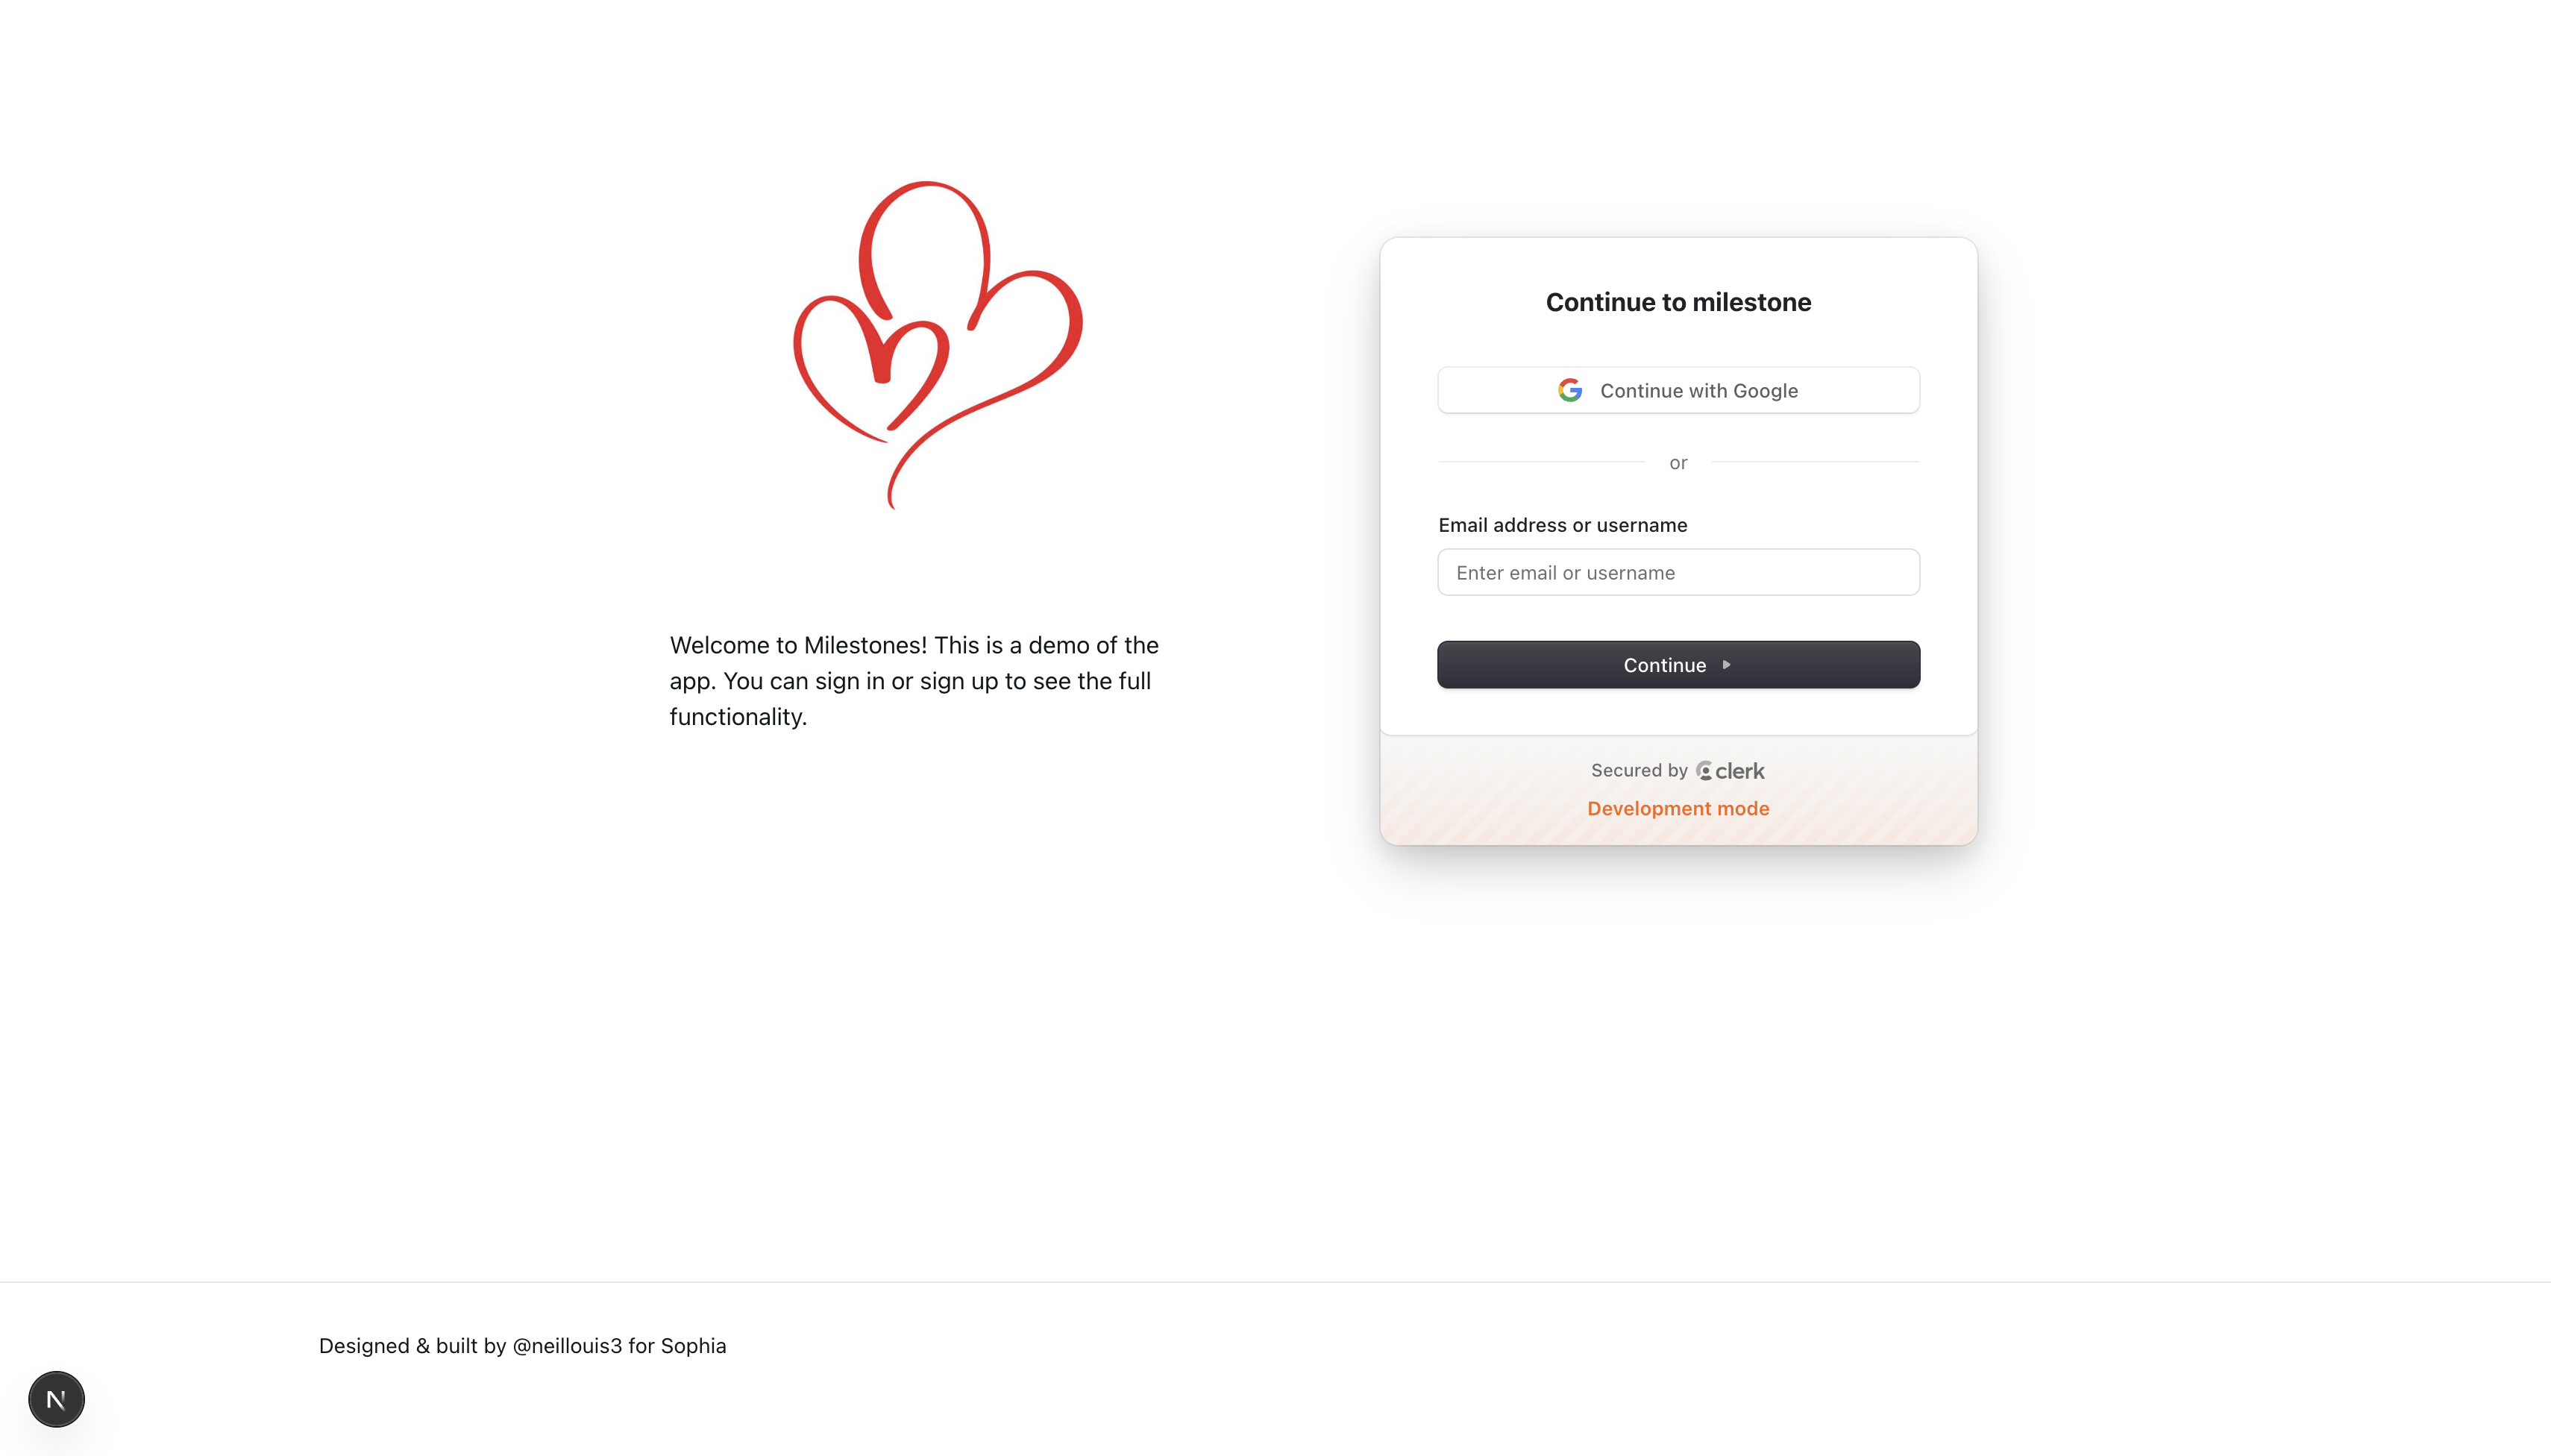 Welcome to Milestones! This is a demo of the
app. You can sign in or sign up to see the full
functionality.
Continue to milestone
Continue with Google
or
Email address or username
Enter email or username
Continue
Secured by clerk
Development mode
Designed & built by @neillouis3 for Sophia
N